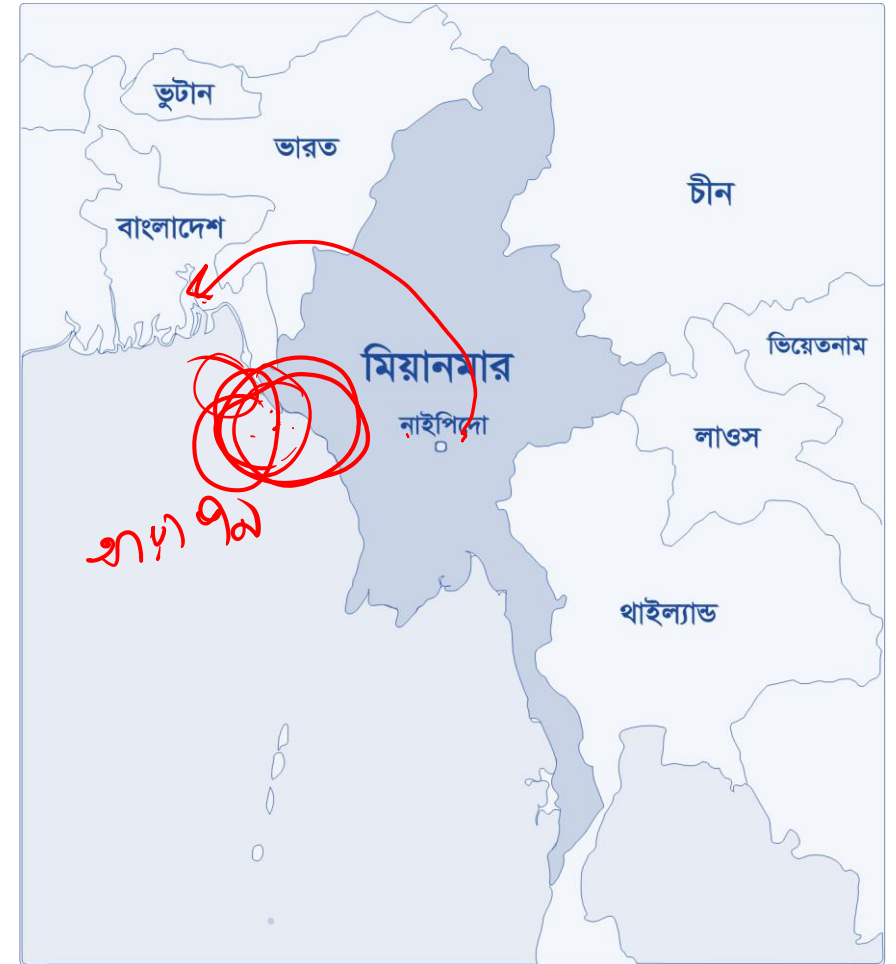 ভুটান
ভারত
চীন
বাংলাদেশ
ভিয়েতনাম
মিয়ানমার
নাইপিদো
লাওস
থাইল্যান্ড